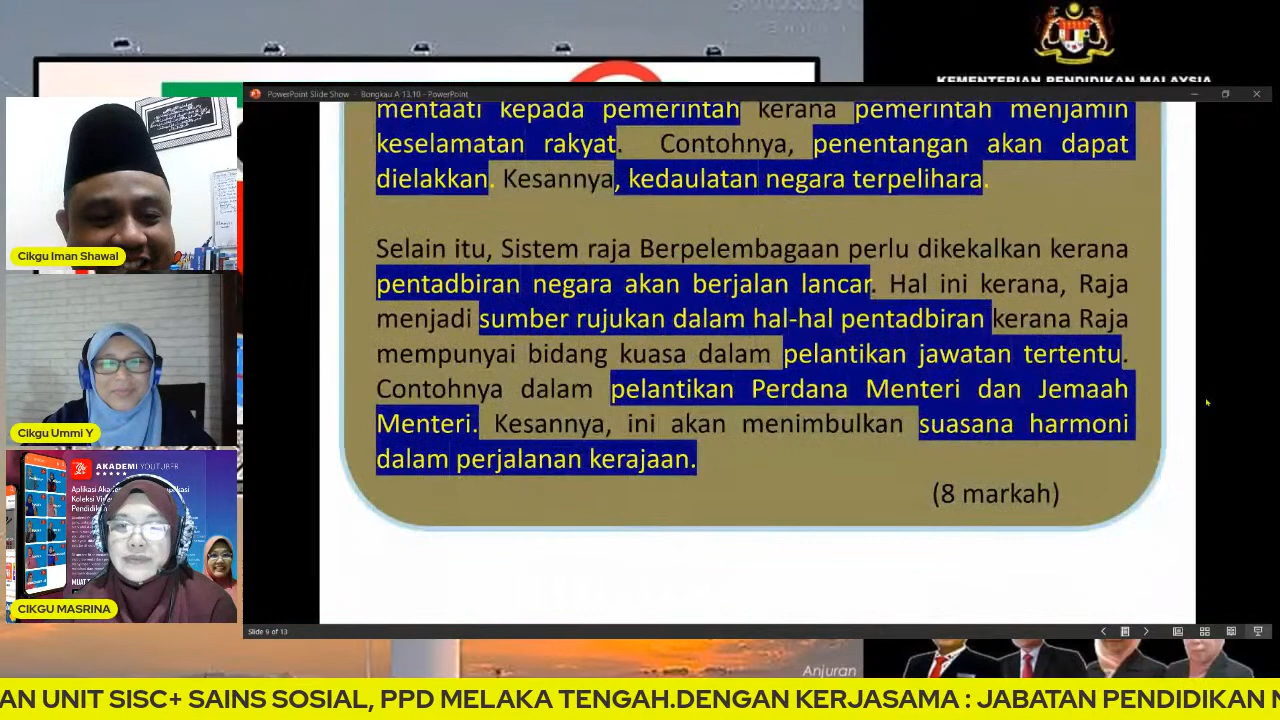 KEMENTERIAN PENDIDIKAN MALAYSIA
PowerPoint Slide Show - Bongkau A 13.10 - PowerPoint
mentaati kepada pemerintah kerana pemerintah menjamin
keselamatan rakyat. Contohnya, penentangan akan dapat
dielakkan. Kesannya, kedaulatan negara terpelihara.
Selain itu, Sistem raja Berpelembagaan perlu dikekalkan kerana
pentadbiran negara akan berjalan lancar. Hal ini kerana, Raja
menjadi sumber rujukan dalam hal-hal pentadbiran kerana Raja
mempunyai bidang kuasa dalam pelantikan jawatan tertentu.
Contohnya dalam pelantikan Perdana Menteri dan Jemaah
Menteri. Kesannya, ini akan menimbulkan suasana harmoni
dalam perjalanan kerajaan.
(8 markah)
Slide 9 of 13
Cikgu Iman Shawal
Cikgu Ummi Y
AKADEMI YOUTUBER
CIKGU MASRINA
Anjuran
AN UNIT SISC+ SAINS SOSIAL, PPD MELAKA TENGAH.DENGAN KERJASAMA : JABATAN PENDIDIKAN